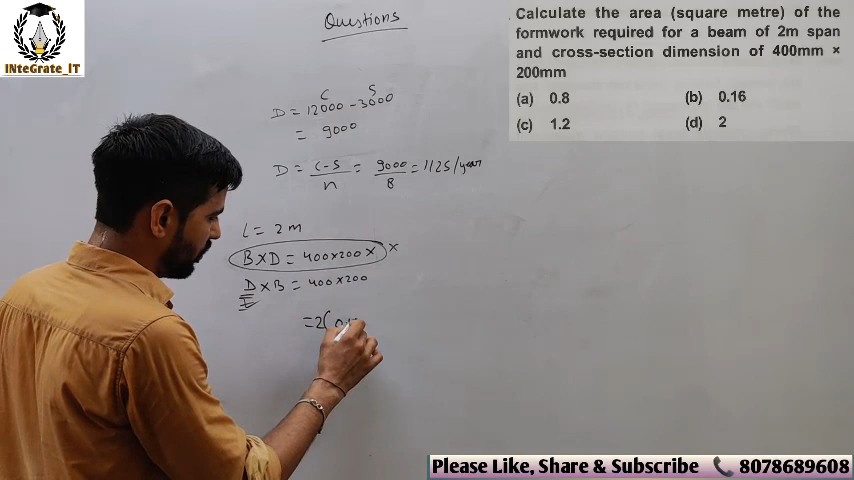 INteGrate_IT
Questions
C S
D = 12000 - 3000
= 9000
D = C-S/n = 9000/8 = 1125/year
L = 2m
B×D = 400×200 × ×
D × B = 400×200
=2(0.
Calculate the area (square metre) of the
formwork required for a beam of 2m span
and cross-section dimension of 400mm ×
200mm
(a) 0.8 (b) 0.16
(c) 1.2 (d) 2
Please Like, Share & Subscribe 8078689608